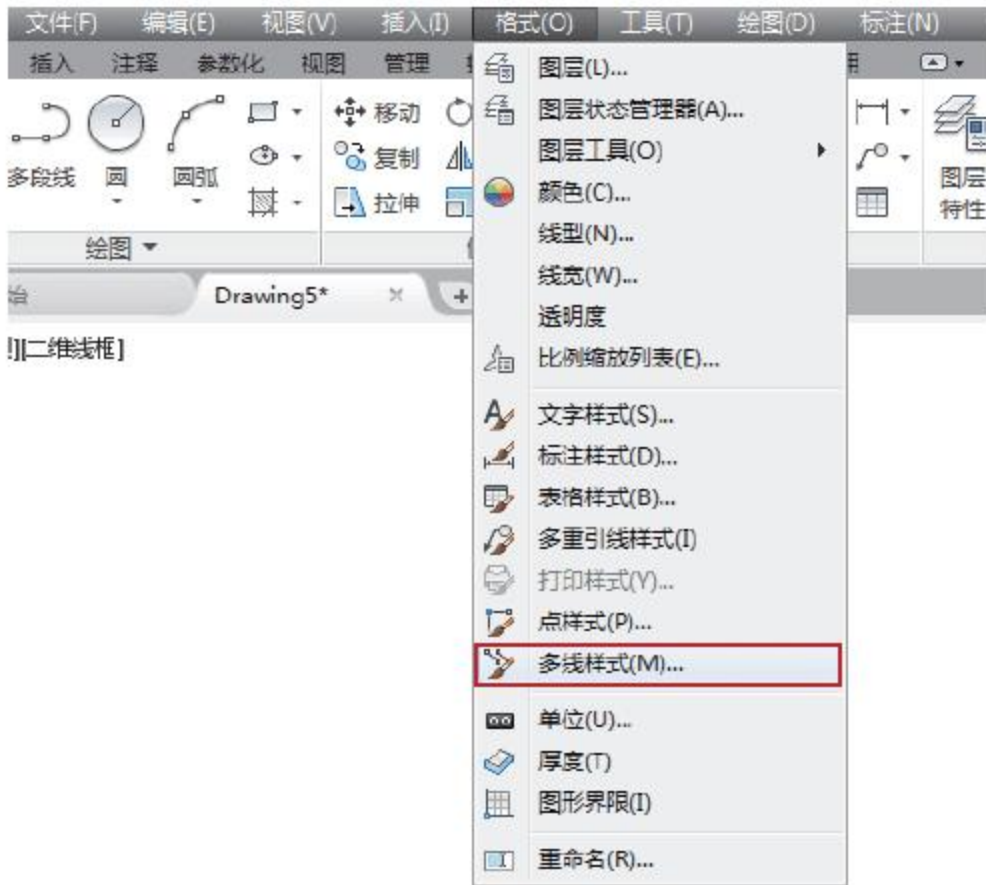 文件(F) 编辑(E) 视图(V) 插入(I) 格式(O) 工具(T) 绘图(D) 标注(N)
插入 注释 参数化 视图 管理
多段线 圆 圆弧
移动
复制
拉伸
图层
特性
绘图
Drawing5*
][二维线框]
图层(L)...
图层状态管理器(A)...
图层工具(O)
颜色(C)...
线型(N)...
线宽(W)...
透明度
比例缩放列表(E)...
文字样式(S)...
标注样式(D)...
表格样式(B)...
多重引线样式(I)
打印样式(Y)...
点样式(P)...
多线样式(M)...
单位(U)...
厚度(T)
图形界限(I)
重命名(R)...